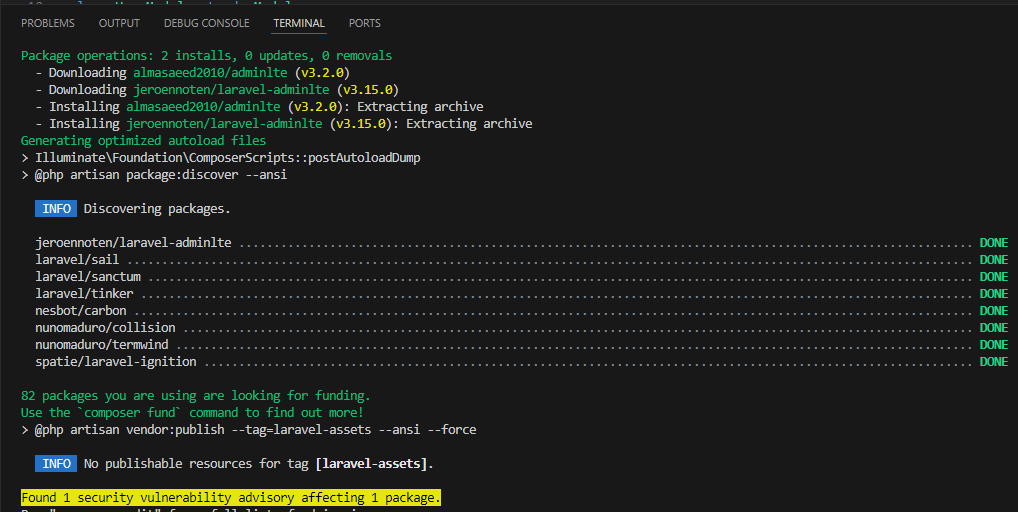 PROBLEMS OUTPUT DEBUG CONSOLE TERMINAL PORTS
Package operations: 2 installs, 0 updates, 0 removals
- Downloading almasaeed2010/adminlte (v3.2.0)
- Downloading jeroennoten/laravel-adminlte (v3.15.0)
- Installing almasaeed2010/adminlte (v3.2.0): Extracting archive
- Installing jeroennoten/laravel-adminlte (v3.15.0): Extracting archive
Generating optimized autoload files
> Illuminate\Foundation\ComposerScripts::postAutoloadDump
> @php artisan package:discover --ansi
INFO Discovering packages.
jeroennoten/laravel-adminlte ........................................................................................................ DONE
laravel/sail ........................................................................................................................ DONE
laravel/sanctum ..................................................................................................................... DONE
laravel/tinker ...................................................................................................................... DONE
nesbot/carbon ....................................................................................................................... DONE
nunomaduro/collision ................................................................................................................ DONE
nunomaduro/termwind ................................................................................................................. DONE
spatie/laravel-ignition ............................................................................................................. DONE
82 packages you are using are looking for funding.
Use the `composer fund` command to find out more!
> @php artisan vendor:publish --tag=laravel-assets --ansi --force
INFO No publishable resources for tag [laravel-assets].
Found 1 security vulnerability advisory affecting 1 package.